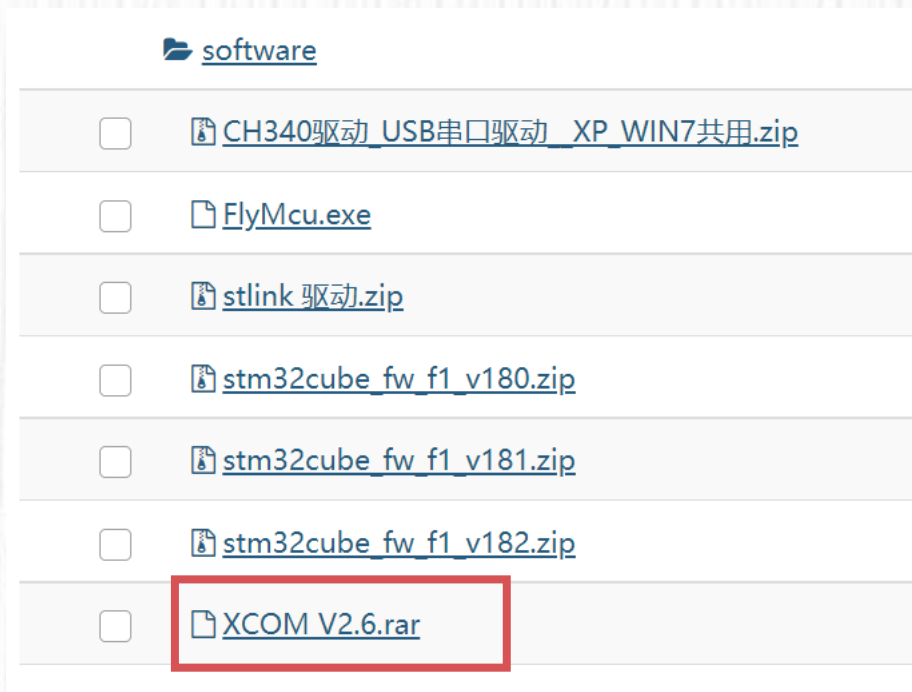 software
CH340驱动_USB串口驱动__XP_WIN7共用.zip
FlyMcu.exe
stlink 驱动.zip
stm32cube_fw_f1_v180.zip
stm32cube_fw_f1_v181.zip
stm32cube_fw_f1_v182.zip
XCOM V2.6.rar